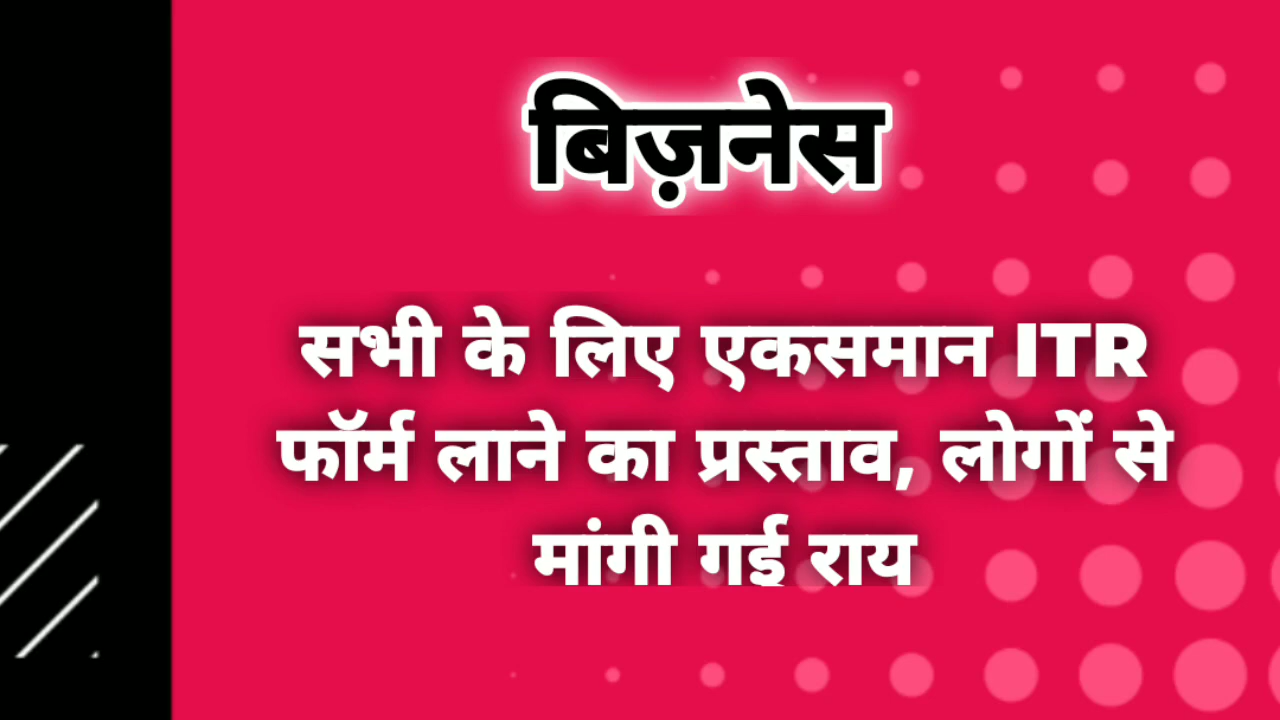 बिज़नेस
सभी के लिए एकसमान ITR
फॉर्म लाने का प्रस्ताव, लोगों से
मांगी गई राय